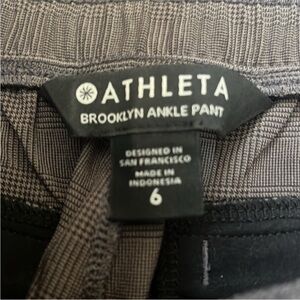 ATHLETA
BROOKLYN ANKLE PANT
DESIGNED IN
SAN FRANCISCO
MADE IN
INDONESIA
6